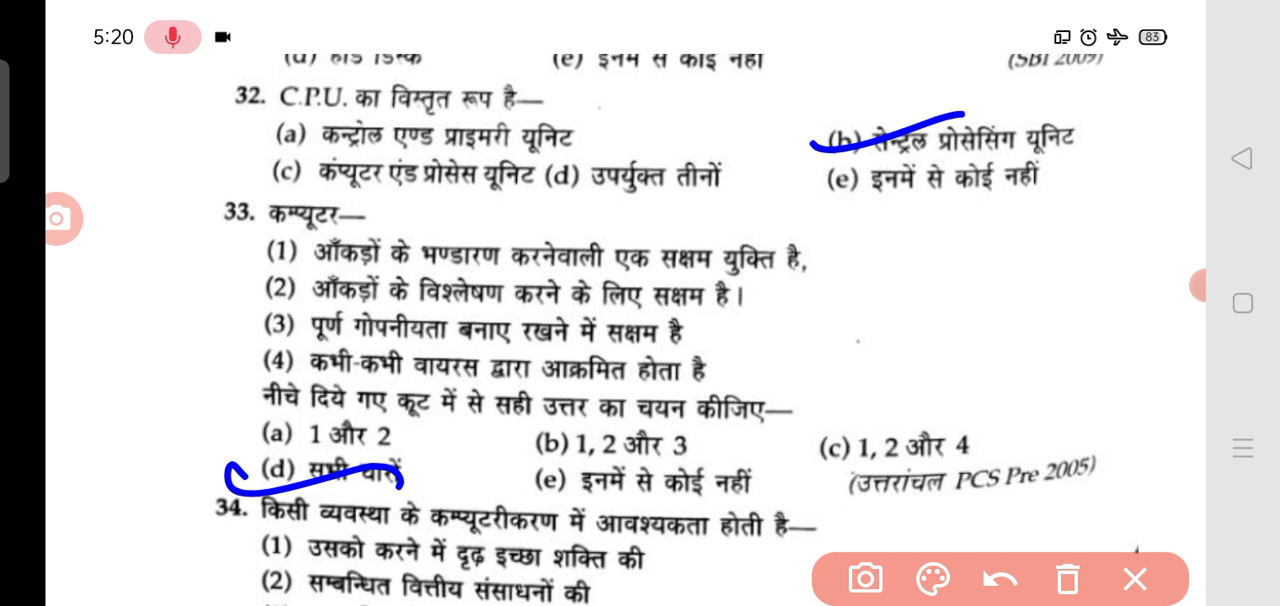 5:20
83
(e) इनमें से कोई नहीं
(SBI 2009)
32. C.P.U. का विस्तृत रूप है—
(a) कन्ट्रोल एण्ड प्राइमरी यूनिट (b) सेन्ट्रल प्रोसेसिंग यूनिट
(c) कंप्यूटर एंड प्रोसेस यूनिट (d) उपर्युक्त तीनों (e) इनमें से कोई नहीं
33. कम्प्यूटर—
(1) आँकड़ों के भण्डारण करनेवाली एक सक्षम युक्ति है,
(2) आँकड़ों के विश्लेषण करने के लिए सक्षम है।
(3) पूर्ण गोपनीयता बनाए रखने में सक्षम है
(4) कभी-कभी वायरस द्वारा आक्रमित होता है
नीचे दिये गए कूट में से सही उत्तर का चयन कीजिए—
(a) 1 और 2 (b) 1, 2 और 3 (c) 1, 2 और 4
(d) सभी चारों (e) इनमें से कोई नहीं (उत्तरांचल PCS Pre 2005)
34. किसी व्यवस्था के कम्प्यूटरीकरण में आवश्यकता होती है—
(1) उसको करने में दृढ़ इच्छा शक्ति की
(2) सम्बन्धित वित्तीय संसाधनों की